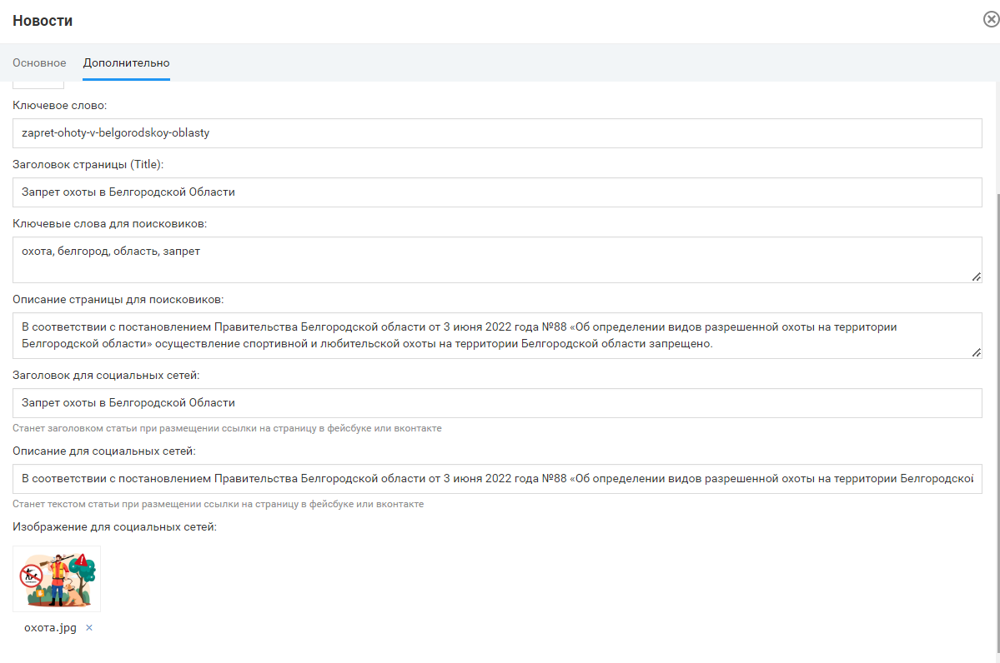 Новости
Основное
Дополнительно
Ключевое слово:
zapret-ohoty-v-belgorodskoy-oblasty
Заголовок страницы (Title):
Запрет охоты в Белгородской Области
Ключевые слова для поисковиков:
охота, белгород, область, запрет
Описание страницы для поисковиков:
В соответствии с постановлением Правительства Белгородской области от 3 июня 2022 года №88 «Об определении видов разрешенной охоты на территории
Белгородской области» осуществление спортивной и любительской охоты на территории Белгородской области запрещено.
Заголовок для социальных сетей:
Запрет охоты в Белгородской Области
Станет заголовком статьи при размещении ссылки на страницу в фейсбуке или вконтакте
Описание для социальных сетей:
В соответствии с постановлением Правительства Белгородской области от 3 июня 2022 года №88 «Об определении видов разрешенной охоты на территории Белгородской
Станет текстом статьи при размещении ссылки на страницу в фейсбуке или вконтакте
Изображение для социальных сетей:
охота.jpg